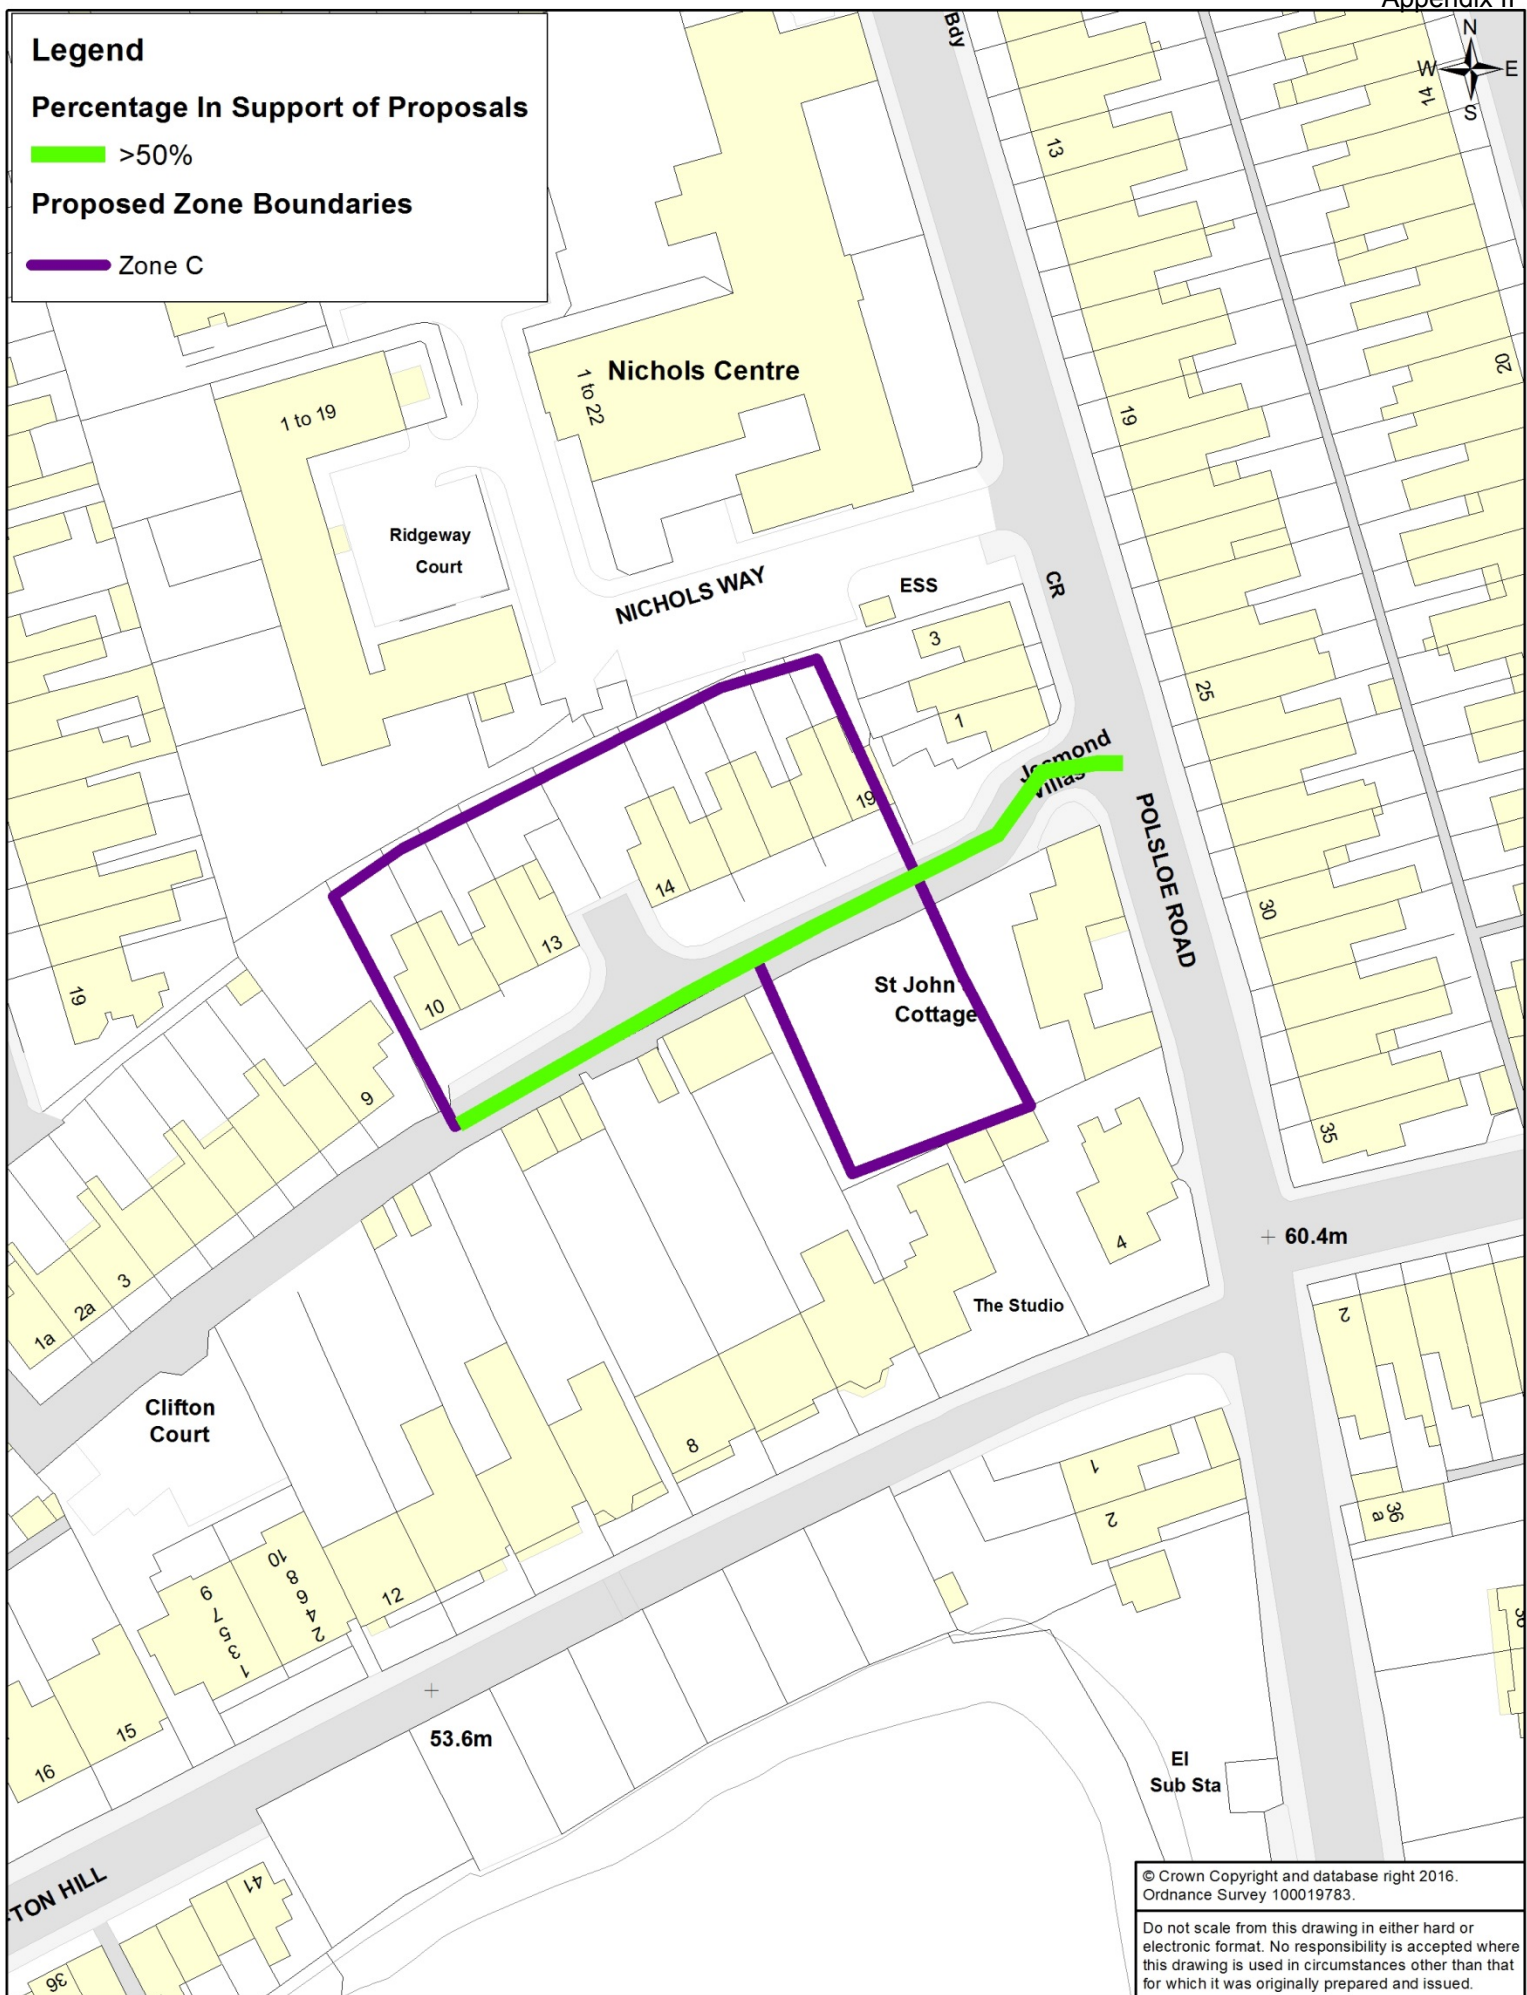 Appendix II
Legend
Percentage In Support of Proposals
>50%
Proposed Zone Boundaries
Zone C
N
W E
S
Bdy
14
13
Nichols Centre
1 to 22
1 to 19
20
19
Ridgeway
Court
NICHOLS WAY
ESS
CR
3
1
25
Jesmond
Villas
POLSLOE ROAD
19
14
13
10
30
St John
Cottage
19
9
35
4
60.4m
3
2a
1a
The Studio
2
Clifton
Court
8
1
2
36
a
12
10
8
6
4
2
9
7
5
3
1
15
16
53.6m
El
Sub Sta
TON HILL
41
36
36
© Crown Copyright and database right 2016.
Ordnance Survey 100019783.
Do not scale from this drawing in either hard or
electronic format. No responsibility is accepted where
this drawing is used in circumstances other than that
for which it was originally prepared and issued.